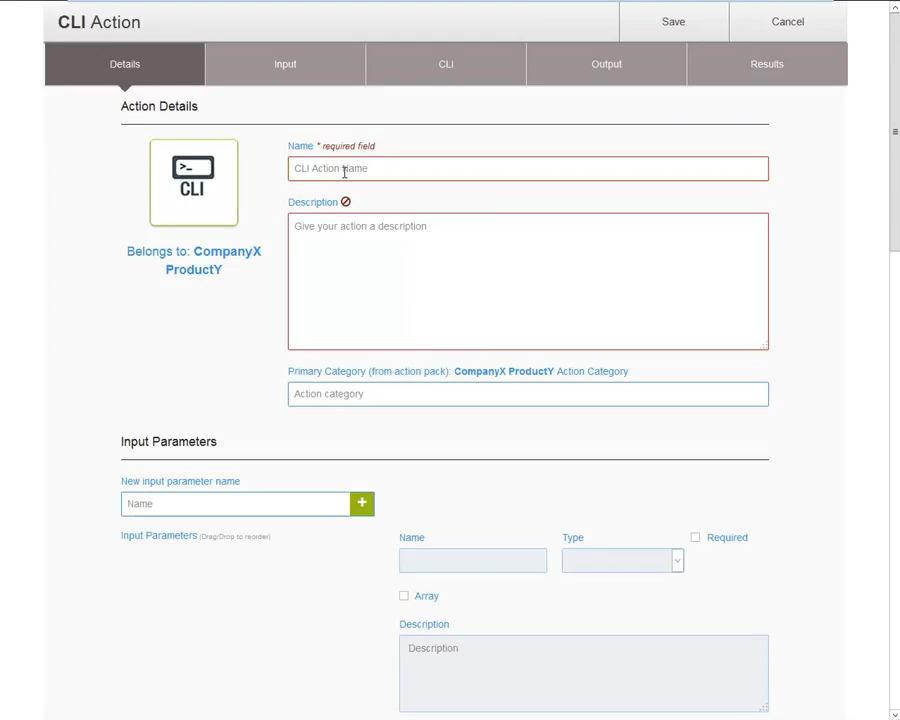 CLI Action
Save
Cancel
Details
Input
CLI
Output
Results
Action Details
>_
CLI
Belongs to: CompanyX
ProductY
Name * required field
CLI Action name
Description
Give your action a description
Primary Category (from action pack): CompanyX ProductY Action Category
Action category
Input Parameters
New input parameter name
Name
+
Input Parameters (Drag/Drop to reorder)
Name
Type
Required
Array
Description
Description